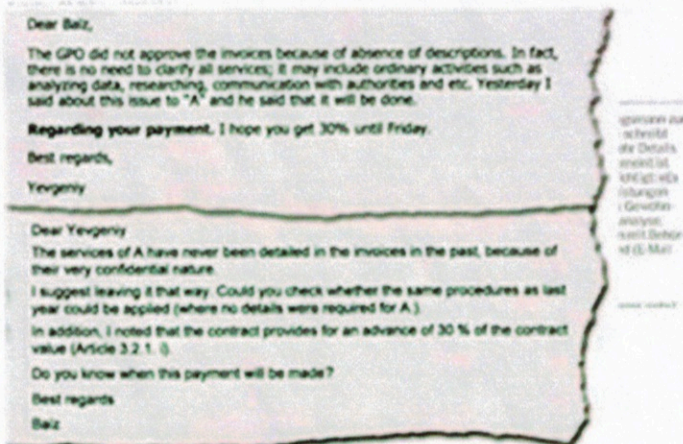 Dear Balz,
The GPO did not approve the invoices because of absence of descriptions. In fact,
there is no need to clarify all services; it may include ordinary activities such as
analyzing data, researching, communication with authorities and etc. Yesterday I
said about this issue to "A" and he said that it will be done.
Regarding your payment, I hope you get 30% until Friday.
Best regards,
Yevgeniy
Dear Yevgeniy
The services of A have never been detailed in the invoices in the past, because of
their very confidential nature.
I suggest leaving it that way. Could you check whether the same procedures as last
year could be applied (where no details were required for A.)
In addition, I noted that the contract provides for an advance of 30 % of the contract
value (Article 3.2.1. i).
Do you know when this payment will be made?
Best regards
Balz
schreibt
Details